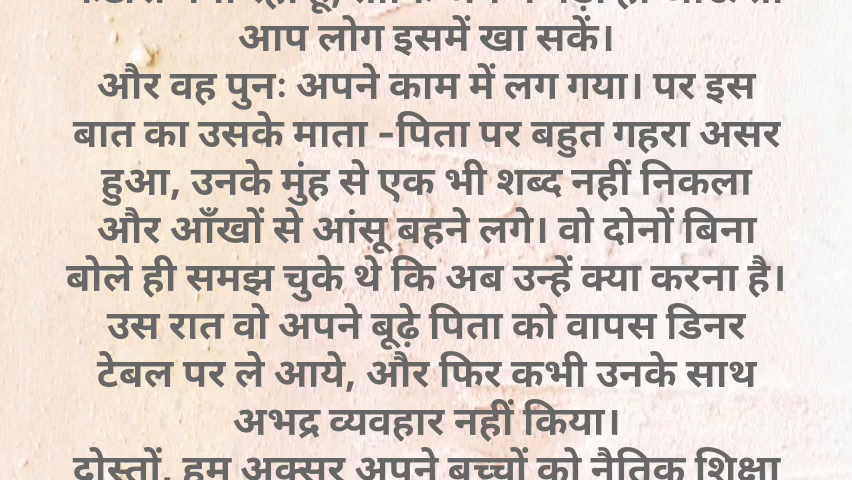 आप लोग इसमें खा सकें।
और वह पुनः अपने काम में लग गया। पर इस
बात का उसके माता -पिता पर बहुत गहरा असर
हुआ, उनके मुंह से एक भी शब्द नहीं निकला
और आँखों से आंसू बहने लगे। वो दोनों बिना
बोले ही समझ चुके थे कि अब उन्हें क्या करना है।
उस रात वो अपने बूढ़े पिता को वापस डिनर
टेबल पर ले आये, और फिर कभी उनके साथ
अभद्र व्यवहार नहीं किया।
दोस्तों, हम अक्सर अपने बच्चों को नैतिक शिक्षा